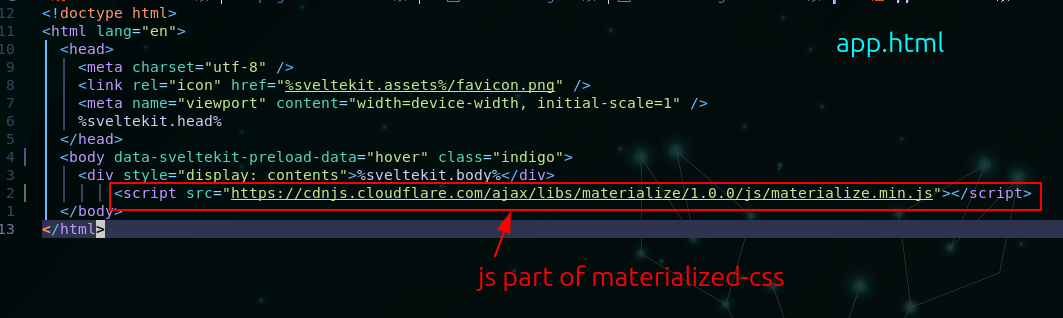 12 <!doctype html>
11 <html lang="en">
10 <head>
9 <meta charset="utf-8" />
8 <link rel="icon" href="%sveltekit.assets%/favicon.png" />
7 <meta name="viewport" content="width=device-width, initial-scale=1" />
6 %sveltekit.head%
5 </head>
4 <body data-sveltekit-preload-data="hover" class="indigo">
3 <div style="display: contents">%sveltekit.body%</div>
2 <script src="https://cdnjs.cloudflare.com/ajax/libs/materialize/1.0.0/js/materialize.min.js"></script>
1 </body>
13 </html>
app.html
js part of materialized-css